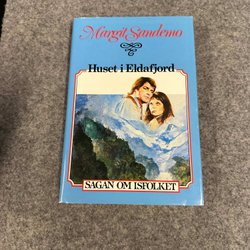 Margit Sandemo
Huset i Eldafjord
SAGAN OM ISFOLKET